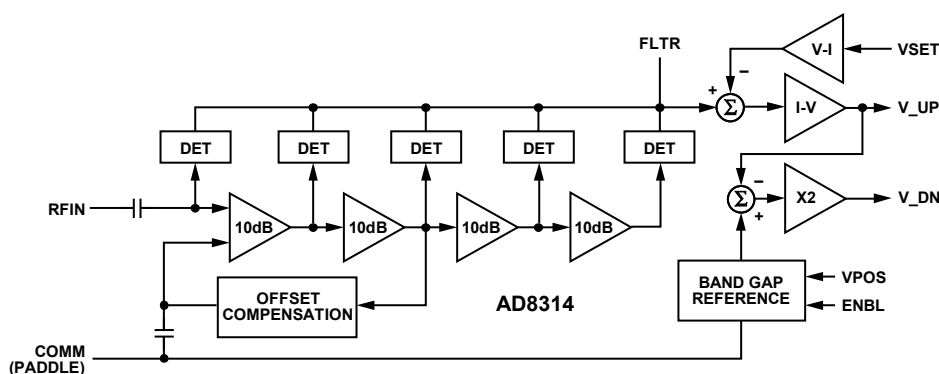 FLTR
V-I
VSET
–
+
Σ
I-V
V_UP
DET
DET
DET
DET
DET
RFIN
10dB
10dB
10dB
10dB
–
Σ
+
X2
V_DN
OFFSET
COMPENSATION
AD8314
BAND GAP
REFERENCE
VPOS
ENBL
COMM
(PADDLE)